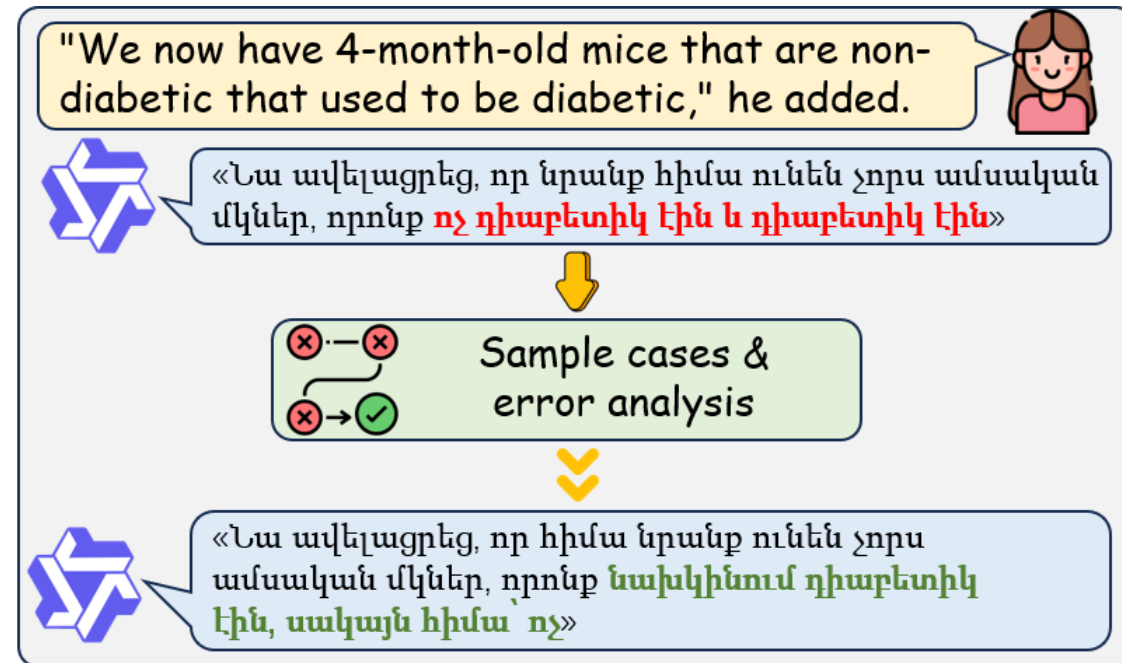 "We now have 4-month-old mice that are non-
diabetic that used to be diabetic," he added.
«Նա ավելացրեց, որ նրանք հիմա ունեն չորս ամսական
մկներ, որոնք ոչ դիաբետիկ էին և դիաբետիկ էին»
Sample cases &
error analysis
«Նա ավելացրեց, որ հիմա նրանք ունեն չորս
ամսական մկներ, որոնք նախկինում դիաբետիկ
էին, սակայն հիմա՝ ոչ»